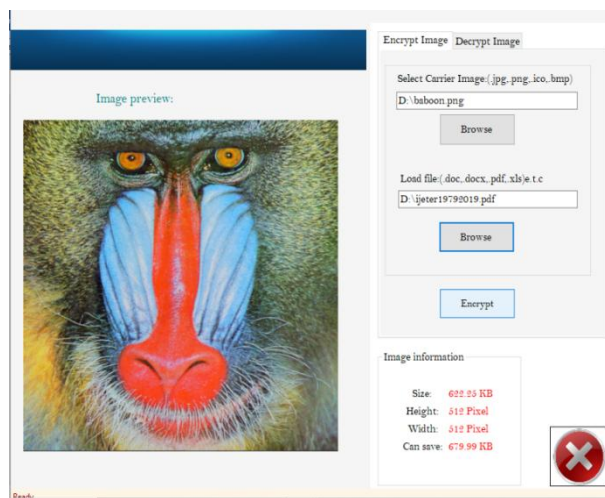 Image preview:
Encrypt Image
Decrypt Image
Select Carrier Image:(.jpg,.png,.ico,.bmp)
D:\baboon.png
Browse
Load file:(.doc,.docx,.pdf,.xls)e.t.c
D:\ijeter19792019.pdf
Browse
Encrypt
Image information
Size: 622.25 KB
Height: 512 Pixel
Width: 512 Pixel
Can save: 679.99 KB
Ready